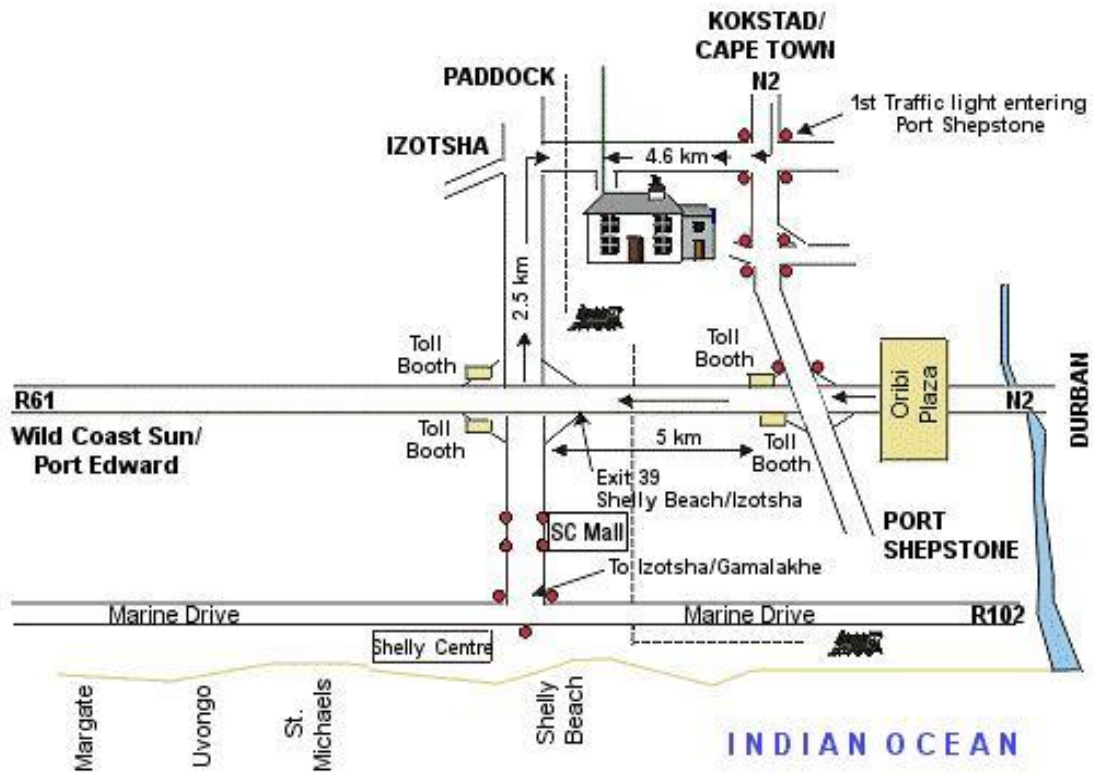 KOKSTAD/
CAPE TOWN
N2
PADDOCK
1st Traffic light entering
Port Shepstone
IZOTSHA
4.6 km
2.5 km
Toll
Booth
Toll
Booth
Oribi
Plaza
DURBAN
R61
N2
Wild Coast Sun/
Port Edward
Toll
Booth
5 km
Toll
Booth
Exit 39
Shelly Beach/Izotsha
SC Mall
PORT
SHEPSTONE
To Izotsha/Gamalakhe
Marine Drive
Marine Drive
R102
Shelly Centre
Margate
Uvongo
St.
Michaels
Shelly
Beach
INDIAN OCEAN